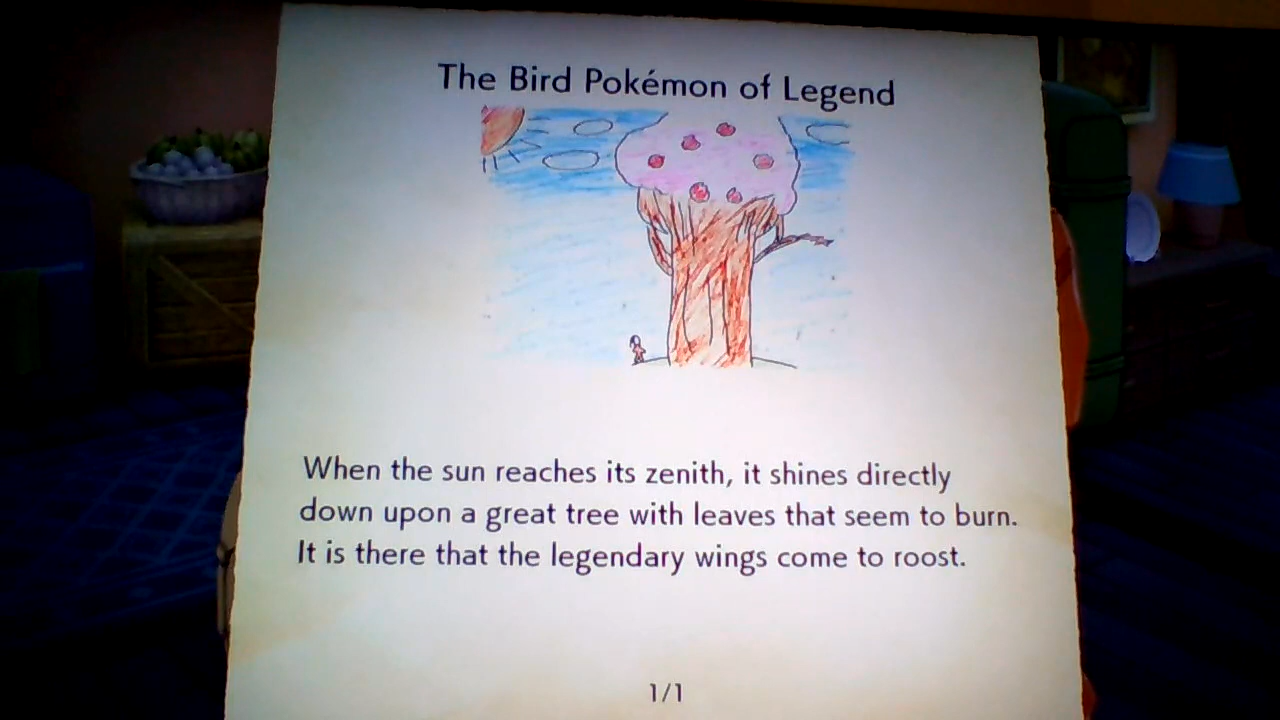 The Bird Pokémon of Legend
When the sun reaches its zenith, it shines directly
down upon a great tree with leaves that seem to burn.
It is there that the legendary wings come to roost.
1/1